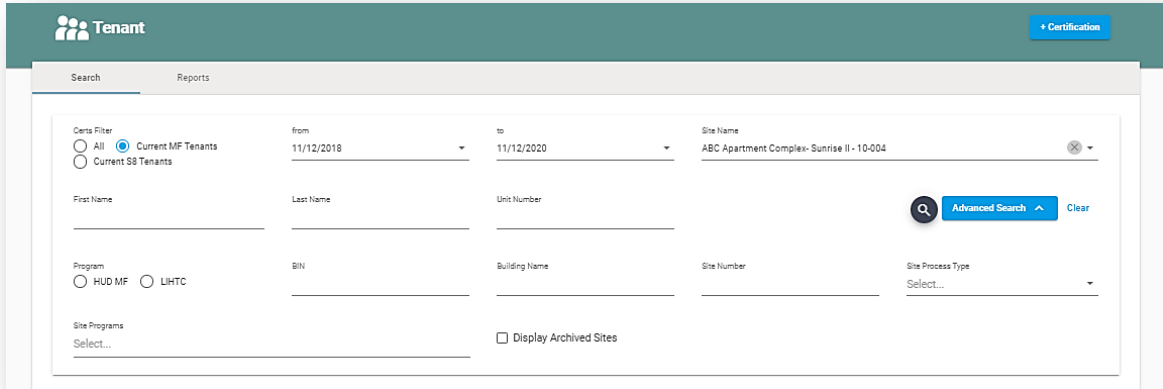 Tenant
+ Certification
Search Reports
Certs Filter from to Site Name
All Current MF Tenants 11/12/2018 11/12/2020 ABC Apartment Complex- Sunrise II - 10-004
Current S8 Tenants
First Name Last Name Unit Number
Advanced Search Clear
Program BIN Building Name Site Number Site Process Type
HUD MF LIHTC Select...
Site Programs
Select... Display Archived Sites